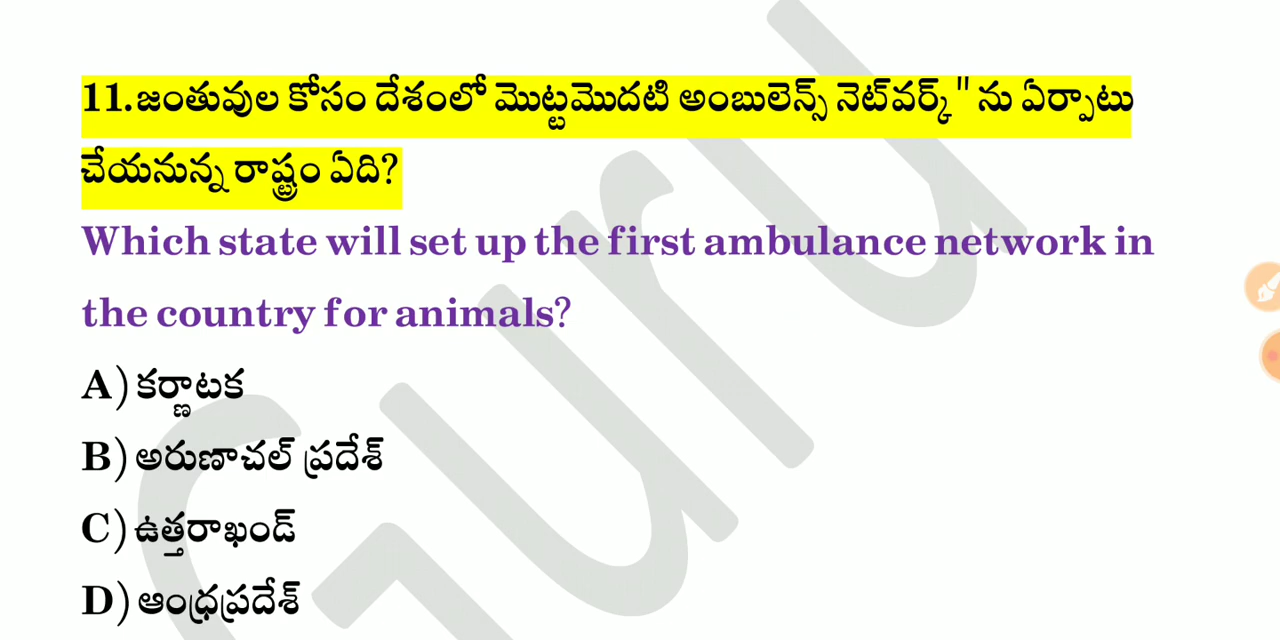 11.జంతువుల కోసం దేశంలో మొట్టమొదటి అంబులెన్స్ నెట్‌వర్క్" ను ఏర్పాటు
చేయనున్న రాష్ట్రం ఏది?
Which state will set up the first ambulance network in
the country for animals?
A) కర్ణాటక
B) అరుణాచల్ ప్రదేశ్
C) ఉత్తరాఖండ్
D) ఆంధ్రప్రదేశ్
Guru